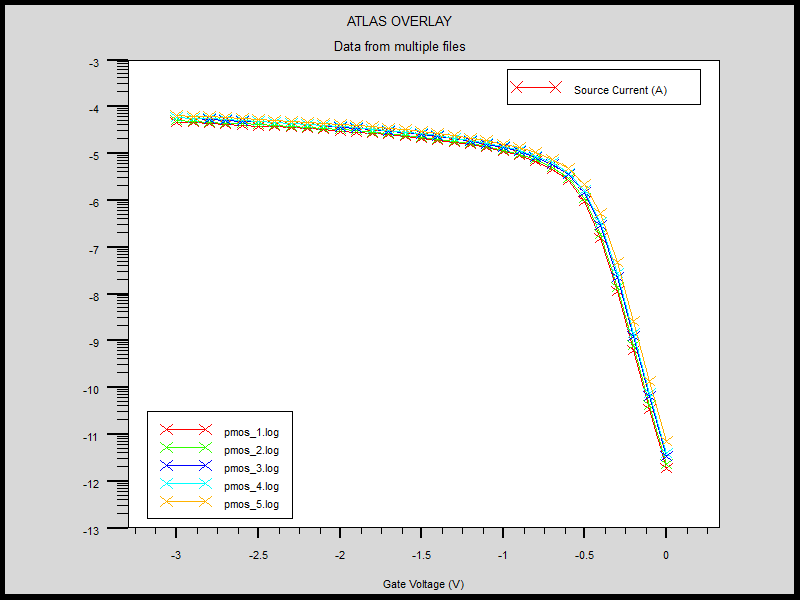 ATLAS OVERLAY
Data from multiple files
Source Current (A)
-3
-4
-5
-6
-7
-8
-9
-10
-11
-12
-13
pmos_1.log
pmos_2.log
pmos_3.log
pmos_4.log
pmos_5.log
-3 -2.5 -2 -1.5 -1 -0.5 0
Gate Voltage (V)